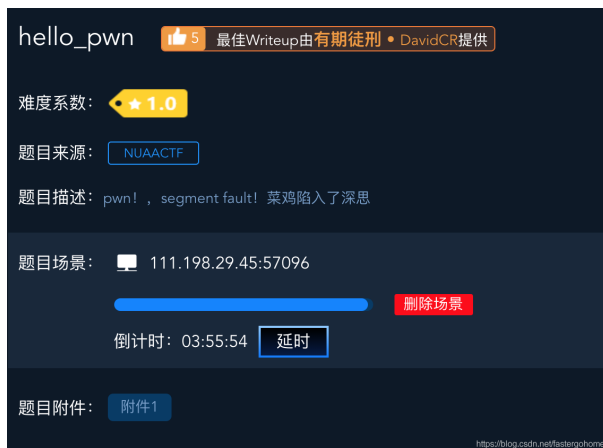 hello_pwn 5 最佳Writeup由有期徒刑 • DavidCR提供
难度系数： 1.0
题目来源： NUAACTF
题目描述：pwn！，segment fault！菜鸡陷入了深思
题目场景： 111.198.29.45:57096
删除场景
倒计时：03:55:54 延时
题目附件： 附件1
https://blog.csdn.net/fastergohome